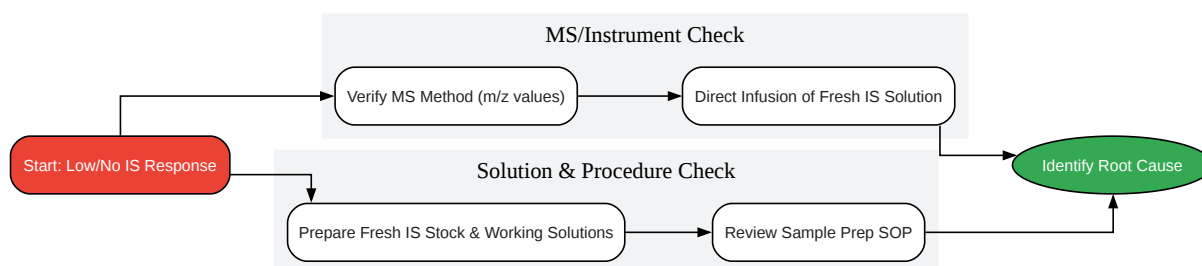 MS/Instrument Check
Verify MS Method (m/z values)
Direct Infusion of Fresh IS Solution
Start: Low/No IS Response
Identify Root Cause
Solution & Procedure Check
Prepare Fresh IS Stock & Working Solutions
Review Sample Prep SOP